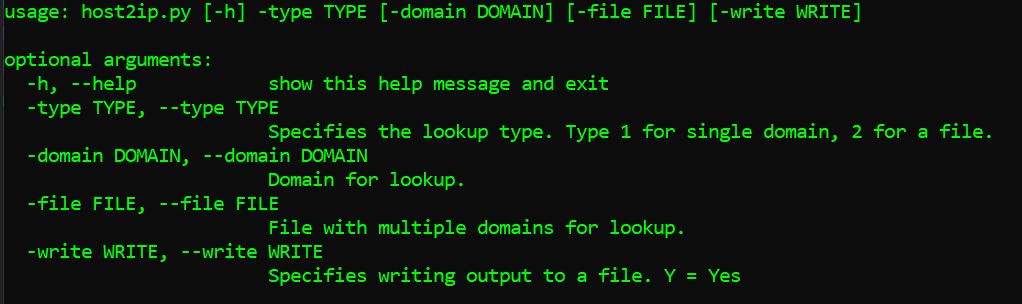 usage: host2ip.py [-h] -type TYPE [-domain DOMAIN] [-file FILE] [-write WRITE]
optional arguments:
-h, --help show this help message and exit
-type TYPE, --type TYPE
Specifies the lookup type. Type 1 for single domain, 2 for a file.
-domain DOMAIN, --domain DOMAIN
Domain for lookup.
-file FILE, --file FILE
File with multiple domains for lookup.
-write WRITE, --write WRITE
Specifies writing output to a file. Y = Yes